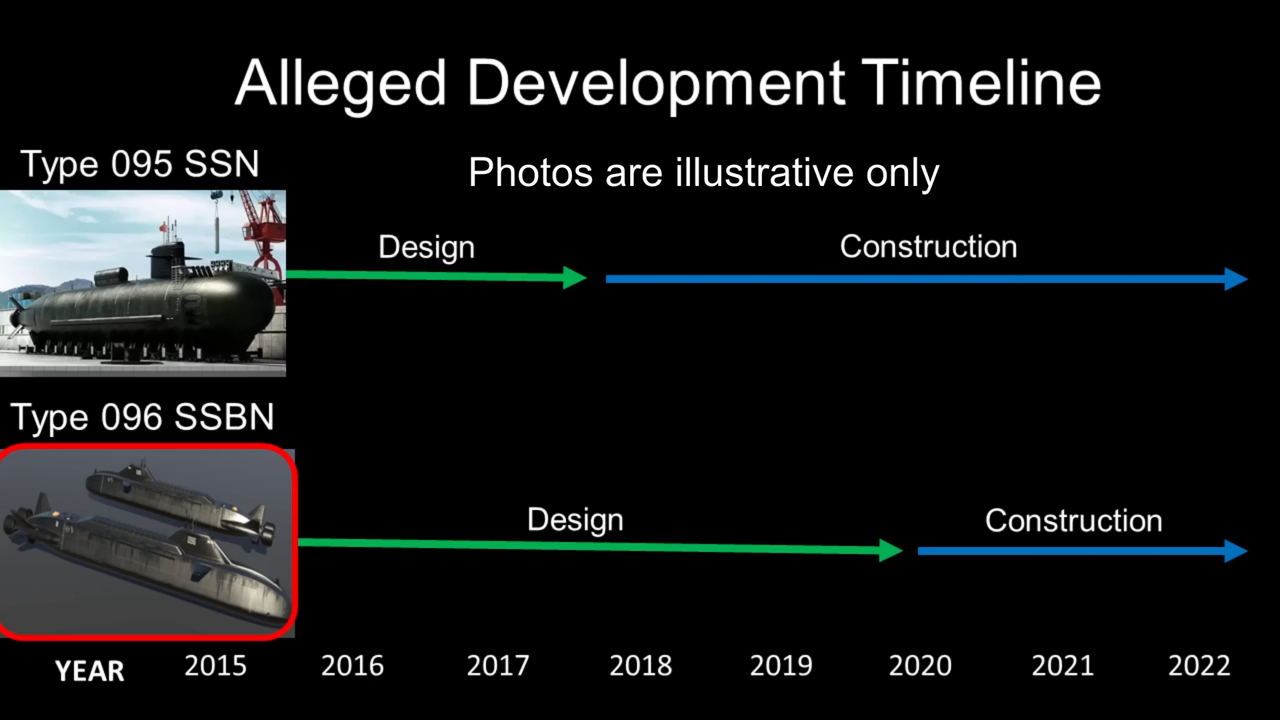 Alleged Development Timeline
Type 095 SSN
Photos are illustrative only
Design
Construction
Type 096 SSBN
Design
Construction
YEAR 2015 2016 2017 2018 2019 2020 2021 2022